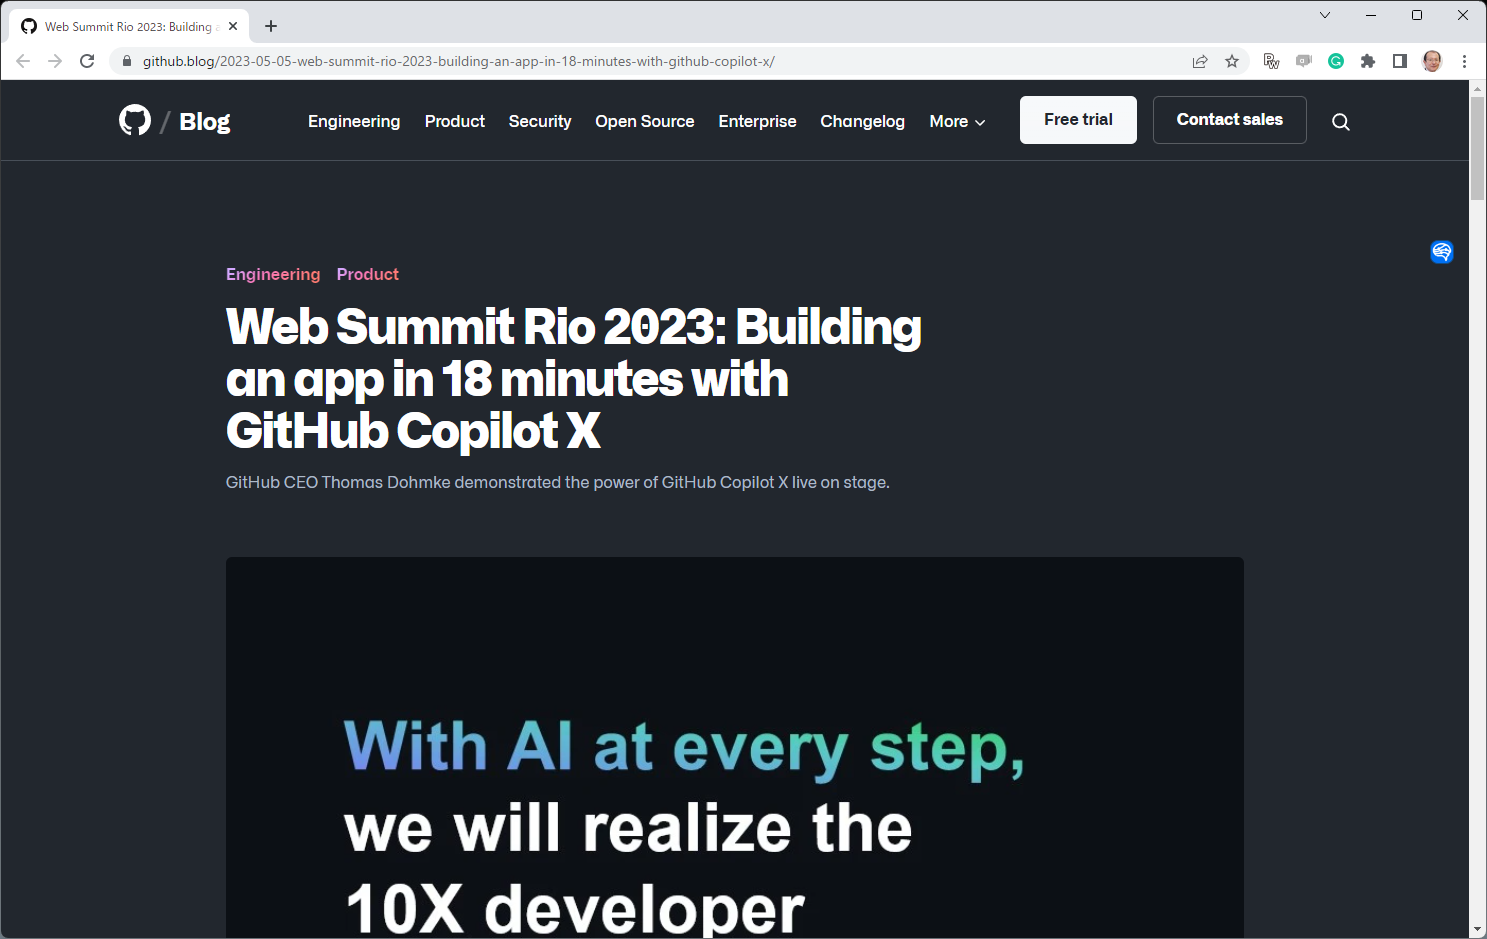 Web Summit Rio 2023: Building
github.blog/2023-05-05-web-summit-rio-2023-building-an-app-in-18-minutes-with-github-copilot-x/
/ Blog Engineering Product Security Open Source Enterprise Changelog More Free trial Contact sales
Engineering Product
Web Summit Rio 2023: Building
an app in 18 minutes with
GitHub Copilot X
GitHub CEO Thomas Dohmke demonstrated the power of GitHub Copilot X live on stage.
With AI at every step,
we will realize the
10X developer